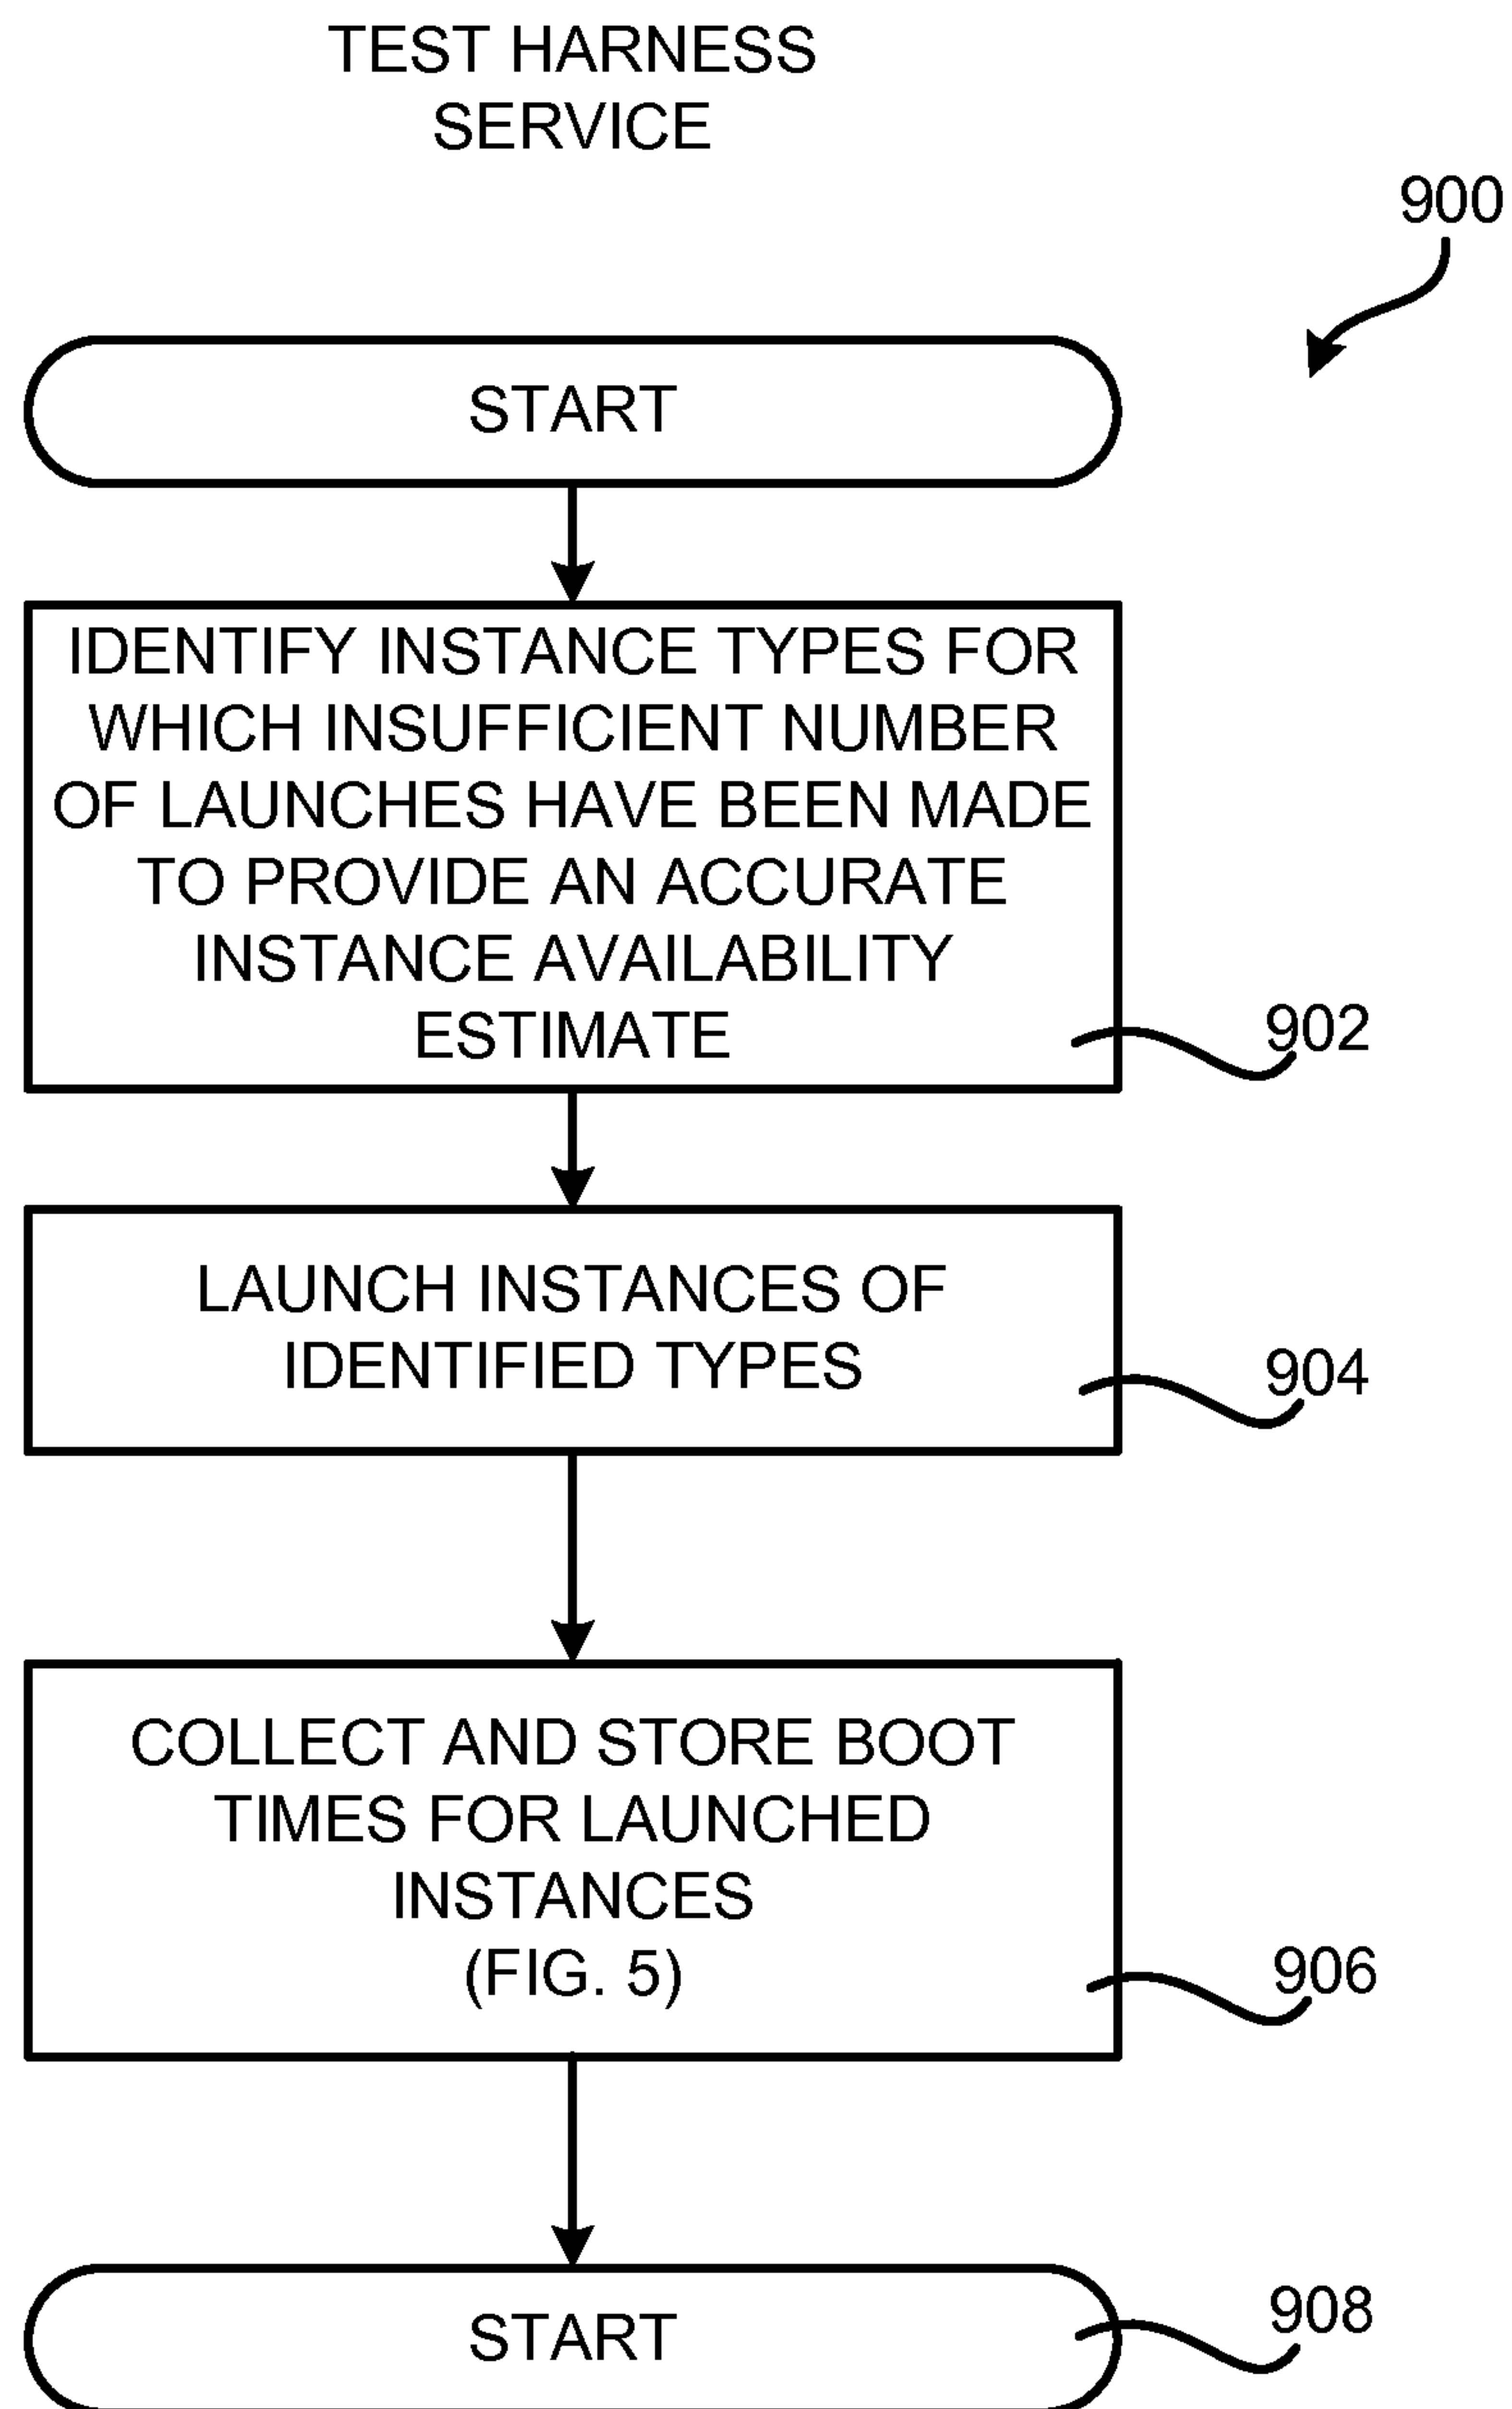 TEST HARNESS
SERVICE
900
START
IDENTIFY INSTANCE TYPES FOR
WHICH INSUFFICIENT NUMBER
OF LAUNCHES HAVE BEEN MADE
TO PROVIDE AN ACCURATE
INSTANCE AVAILABILITY
ESTIMATE
902
LAUNCH INSTANCES OF
IDENTIFIED TYPES
904
COLLECT AND STORE BOOT
TIMES FOR LAUNCHED
INSTANCES
(FIG. 5)
906
START
908